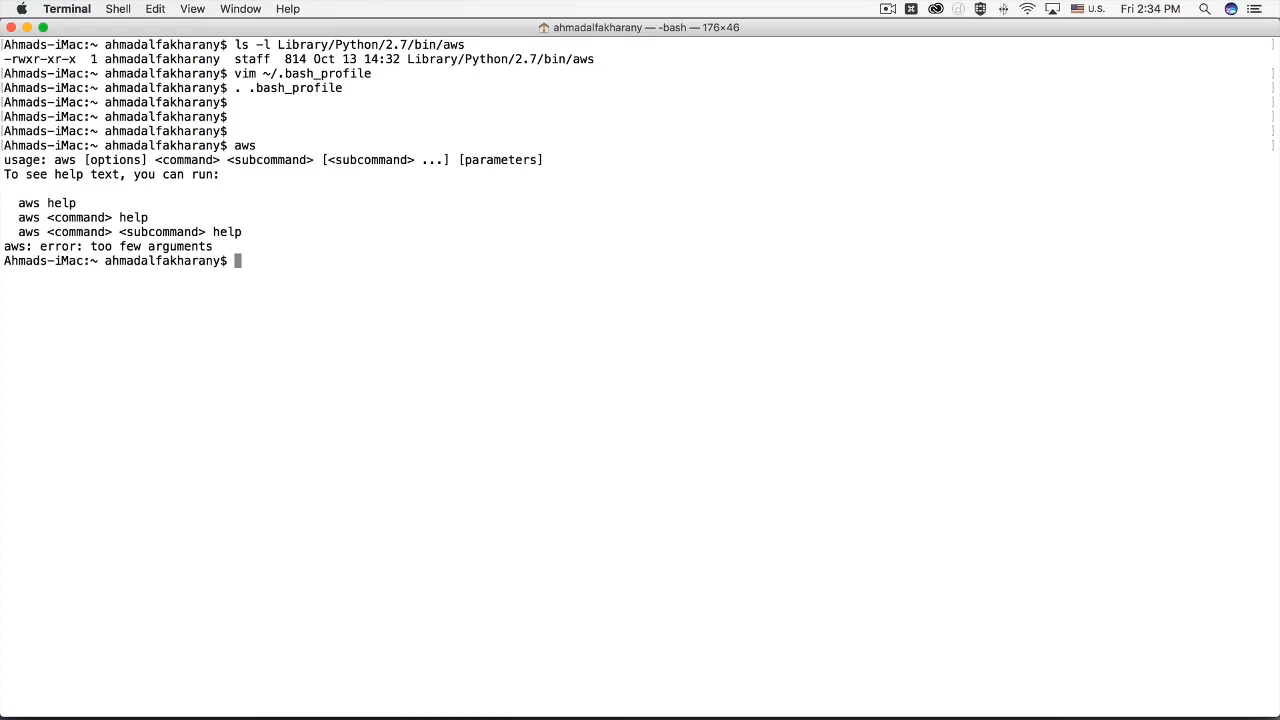 Terminal Shell Edit View Window Help U.S. Fri 2:34 PM
ahmadalfakharany — -bash — 176×46
Ahmads-iMac:~ ahmadalfakharany$ ls -l Library/Python/2.7/bin/aws
-rwxr-xr-x 1 ahmadalfakharany staff 814 Oct 13 14:32 Library/Python/2.7/bin/aws
Ahmads-iMac:~ ahmadalfakharany$ vim ~/.bash_profile
Ahmads-iMac:~ ahmadalfakharany$ . .bash_profile
Ahmads-iMac:~ ahmadalfakharany$
Ahmads-iMac:~ ahmadalfakharany$
Ahmads-iMac:~ ahmadalfakharany$
Ahmads-iMac:~ ahmadalfakharany$ aws
usage: aws [options] <command> <subcommand> [<subcommand> ...] [parameters]
To see help text, you can run:
aws help
aws <command> help
aws <command> <subcommand> help
aws: error: too few arguments
Ahmads-iMac:~ ahmadalfakharany$